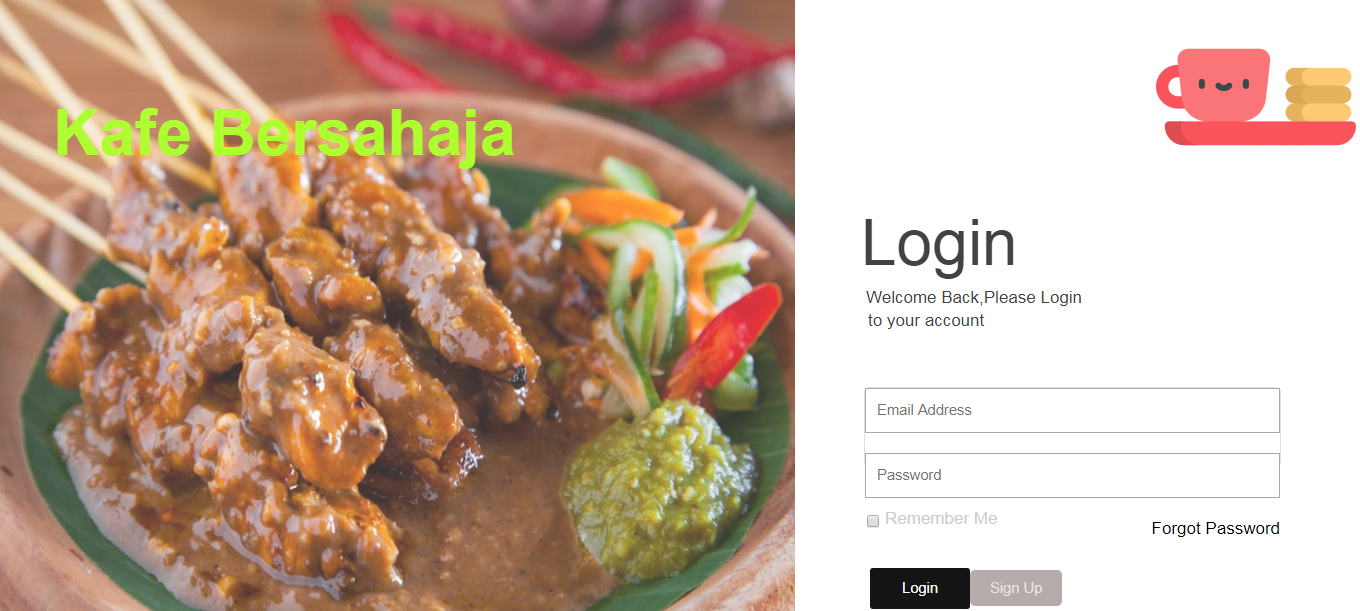 Kafe Bersahaja
Login
Welcome Back,Please Login
to your account
Email Address
Password
Remember Me
Forgot Password
Login
Sign Up